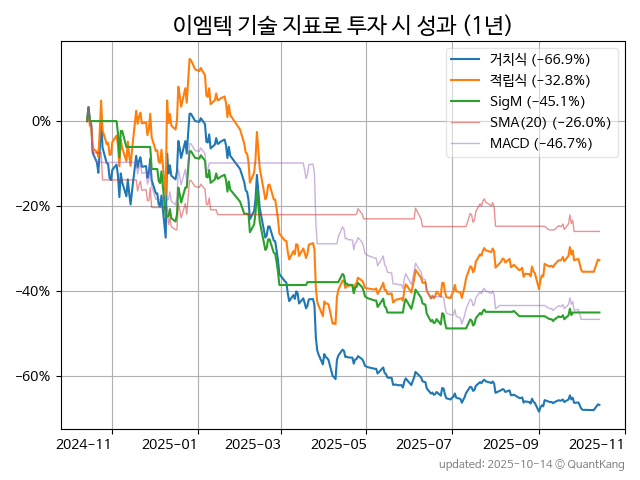 이엠텍 기술 지표로 투자 시 성과 (1년)
거치식 (−66.9%)
적립식 (−32.8%)
SigM (−45.1%)
SMA(20) (−26.0%)
MACD (−46.7%)
0%
−20%
−40%
−60%
2024-11 2025-01 2025-03 2025-05 2025-07 2025-09 2025-11
updated: 2025-10-14 © QuantKang